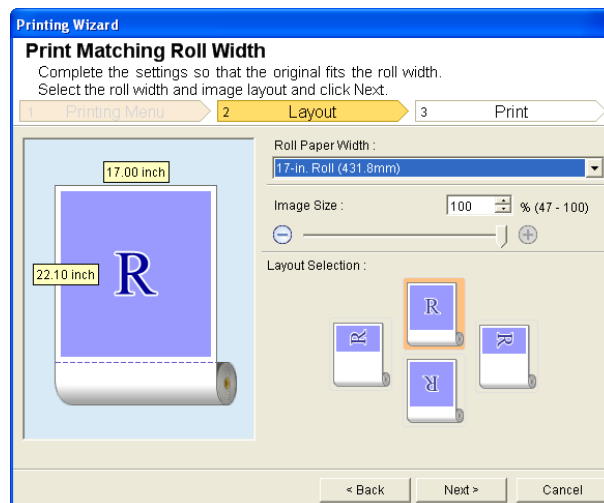 Printing Wizard
Print Matching Roll Width
Complete the settings so that the original fits the roll width.
Select the roll width and image layout and click Next.
1 Printing Menu 2 Layout 3 Print
Roll Paper Width :
17-in. Roll (431.8mm)
17.00 inch
Image Size : 100 % (47 - 100)
22.10 inch
R
Layout Selection :
R
R
R
R
< Back Next > Cancel